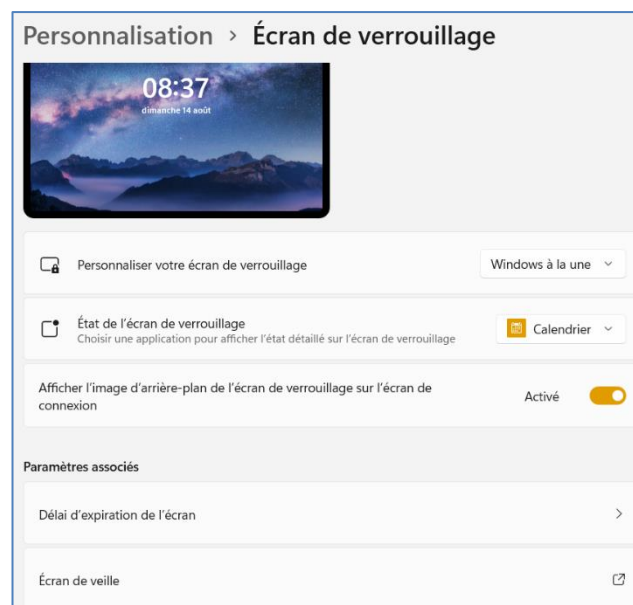 Personnalisation > Écran de verrouillage
08:37
dimanche 14 août
Personnaliser votre écran de verrouillage
Windows à la une
État de l'écran de verrouillage
Choisir une application pour afficher l'état détaillé sur l'écran de verrouillage
Calendrier
Afficher l'image d'arrière-plan de l'écran de verrouillage sur l'écran de
connexion
Activé
Paramètres associés
Délai d'expiration de l'écran
Écran de veille